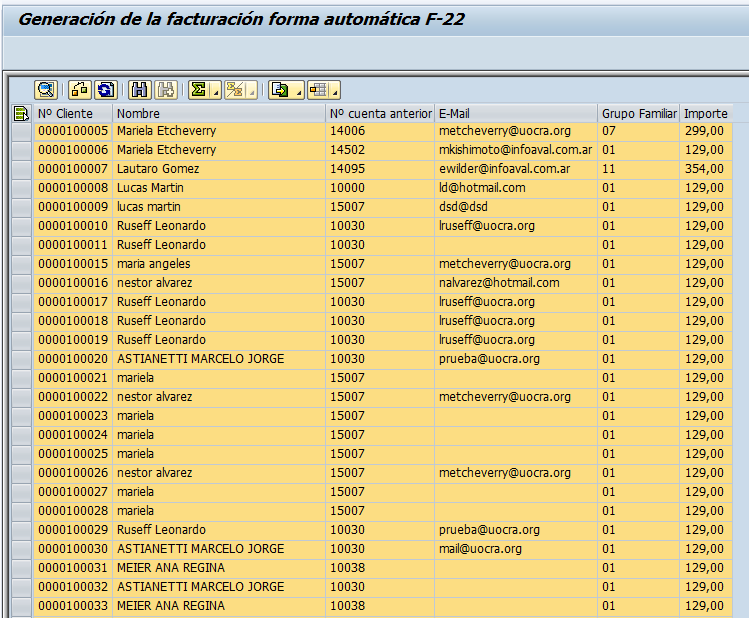 Generación de la facturación forma automática F-22
Nº Cliente Nombre Nº cuenta anterior E-Mail Grupo Familiar Importe
0000100005 Mariela Etcheverry 14006 metcheverry@uocra.org 07 299,00
0000100006 Mariela Etcheverry 14502 mkishimoto@infoaval.com.ar 01 129,00
0000100007 Lautaro Gomez 14095 ewilder@infoaval.com.ar 11 354,00
0000100008 Lucas Martin 10000 ld@hotmail.com 01 129,00
0000100009 lucas martin 15007 dsd@dsd 01 129,00
0000100010 Ruseff Leonardo 10030 lruseff@uocra.org 01 129,00
0000100011 Ruseff Leonardo 10030 01 129,00
0000100015 maria angeles 15007 metcheverry@uocra.org 01 129,00
0000100016 nestor alvarez 15007 nalvarez@hotmail.com 01 129,00
0000100017 Ruseff Leonardo 10030 lruseff@uocra.org 01 129,00
0000100018 Ruseff Leonardo 10030 lruseff@uocra.org 01 129,00
0000100019 Ruseff Leonardo 10030 lruseff@uocra.org 01 129,00
0000100020 ASTIANETTI MARCELO JORGE 10030 prueba@uocra.org 01 129,00
0000100021 mariela 15007 01 129,00
0000100022 nestor alvarez 15007 metcheverry@uocra.org 01 129,00
0000100023 mariela 15007 01 129,00
0000100024 mariela 15007 01 129,00
0000100025 mariela 15007 01 129,00
0000100026 nestor alvarez 15007 metcheverry@uocra.org 01 129,00
0000100027 mariela 15007 01 129,00
0000100028 mariela 15007 01 129,00
0000100029 Ruseff Leonardo 10030 prueba@uocra.org 01 129,00
0000100030 ASTIANETTI MARCELO JORGE 10030 mail@uocra.org 01 129,00
0000100031 MEIER ANA REGINA 10038 01 129,00
0000100032 ASTIANETTI MARCELO JORGE 10030 01 129,00
0000100033 MEIER ANA REGINA 10038 01 129,00